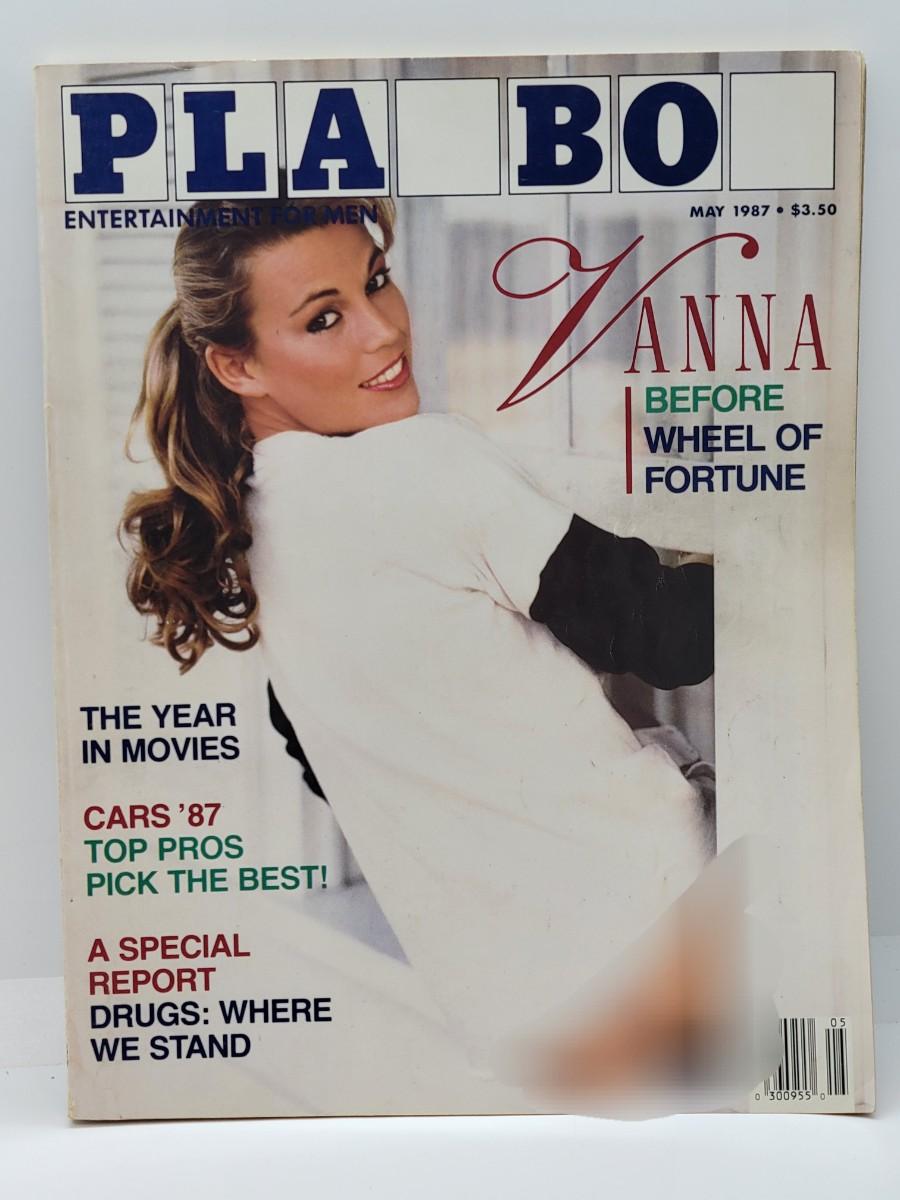 PLA BO
ENTERTAINMENT FOR MEN
MAY 1987 • $3.50
VANNA
BEFORE
WHEEL OF
FORTUNE
THE YEAR
IN MOVIES
CARS '87
TOP PROS
PICK THE BEST!
A SPECIAL
REPORT
DRUGS: WHERE
WE STAND
05
0 300955 0